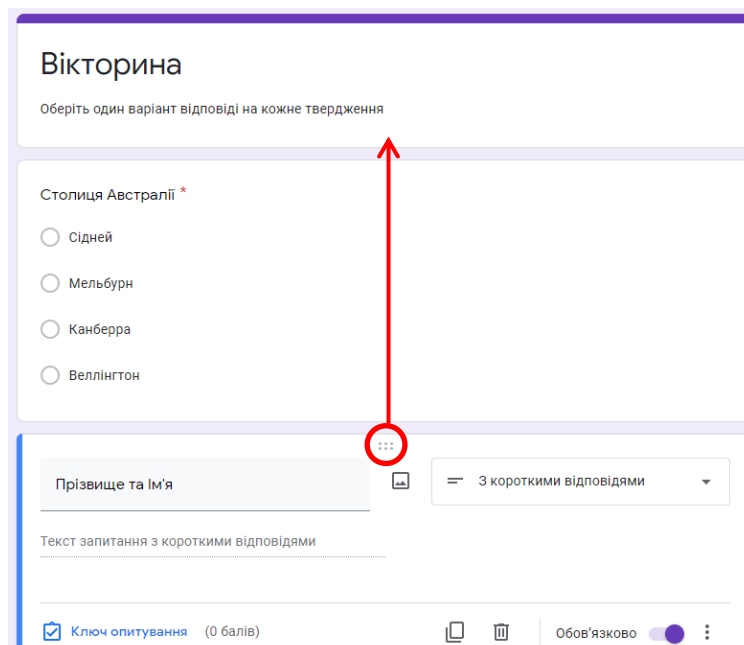 Вікторина
Оберіть один варіант відповіді на кожне твердження
Столиця Австралії *
Сідней
Мельбурн
Канберра
Веллінгтон
Прізвище та Ім'я
З короткими відповідями
Текст запитання з короткими відповідями
Ключ опитування (0 балів)
Обов'язково